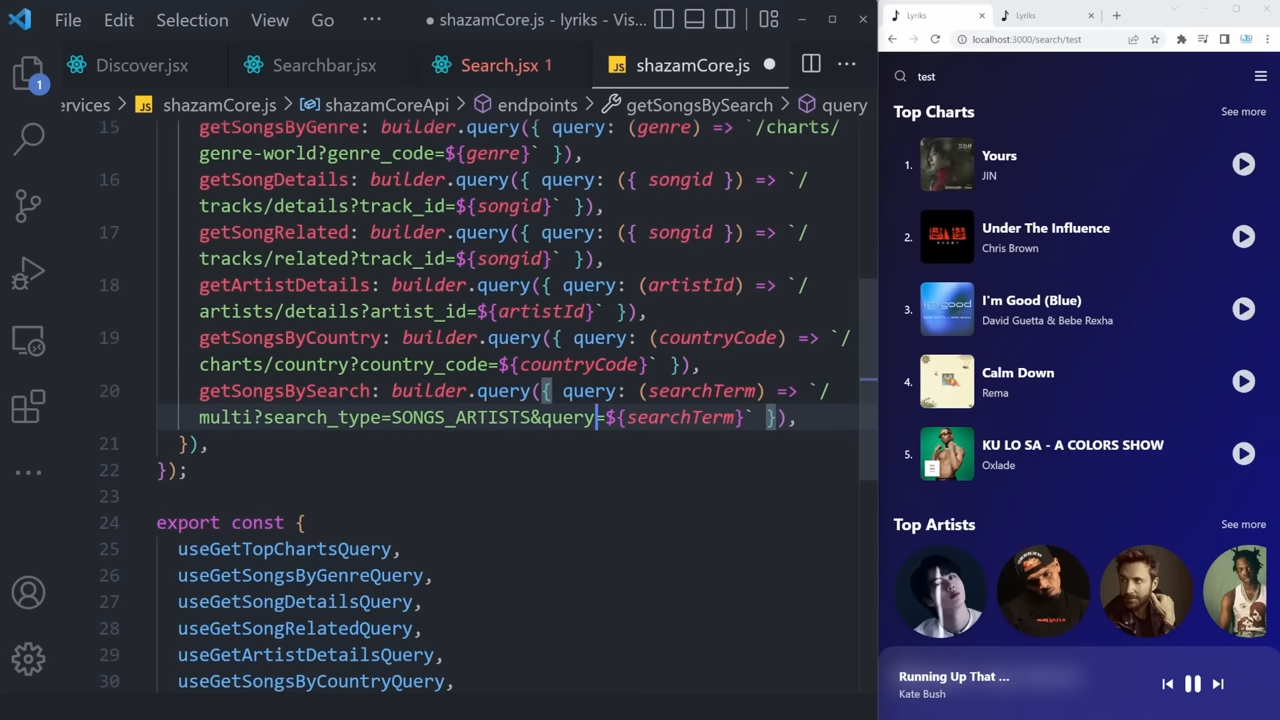 File Edit Selection View Go ··· ● shazamCore.js - lyriks - Vis...
Discover.jsx Searchbar.jsx Search.jsx 1 JS shazamCore.js ● ···
ervices > JS shazamCore.js > shazamCoreApi > endpoints > getSongsBySearch > query
1
15 getSongsByGenre: builder.query({ query: (genre) => `/charts/
genre-world?genre_code=${genre}` }),
16 getSongDetails: builder.query({ query: ({ songid }) => `/
tracks/details?track_id=${songid}` }),
17 getSongRelated: builder.query({ query: ({ songid }) => `/
tracks/related?track_id=${songid}` }),
18 getArtistDetails: builder.query({ query: (artistId) => `/
artists/details?artist_id=${artistId}` }),
19 getSongsByCountry: builder.query({ query: (countryCode) => `/
charts/country?country_code=${countryCode}` }),
20 getSongsBySearch: builder.query({ query: (searchTerm) => `/
multi?search_type=SONGS_ARTISTS&query=${searchTerm}` }),
21 }),
22 });
23
24 export const {
25 useGetTopChartsQuery,
26 useGetSongsByGenreQuery,
27 useGetSongDetailsQuery,
28 useGetSongRelatedQuery,
29 useGetArtistDetailsQuery,
30 useGetSongsByCountryQuery,
Lyriks Lyriks
localhost:3000/search/test
test
Top Charts See more
1. Yours
JIN
2. Under The Influence
Chris Brown
3. I'm Good (Blue)
David Guetta & Bebe Rexha
4. Calm Down
Rema
5. KU LO SA - A COLORS SHOW
Oxlade
Top Artists See more
Running Up That ...
Kate Bush